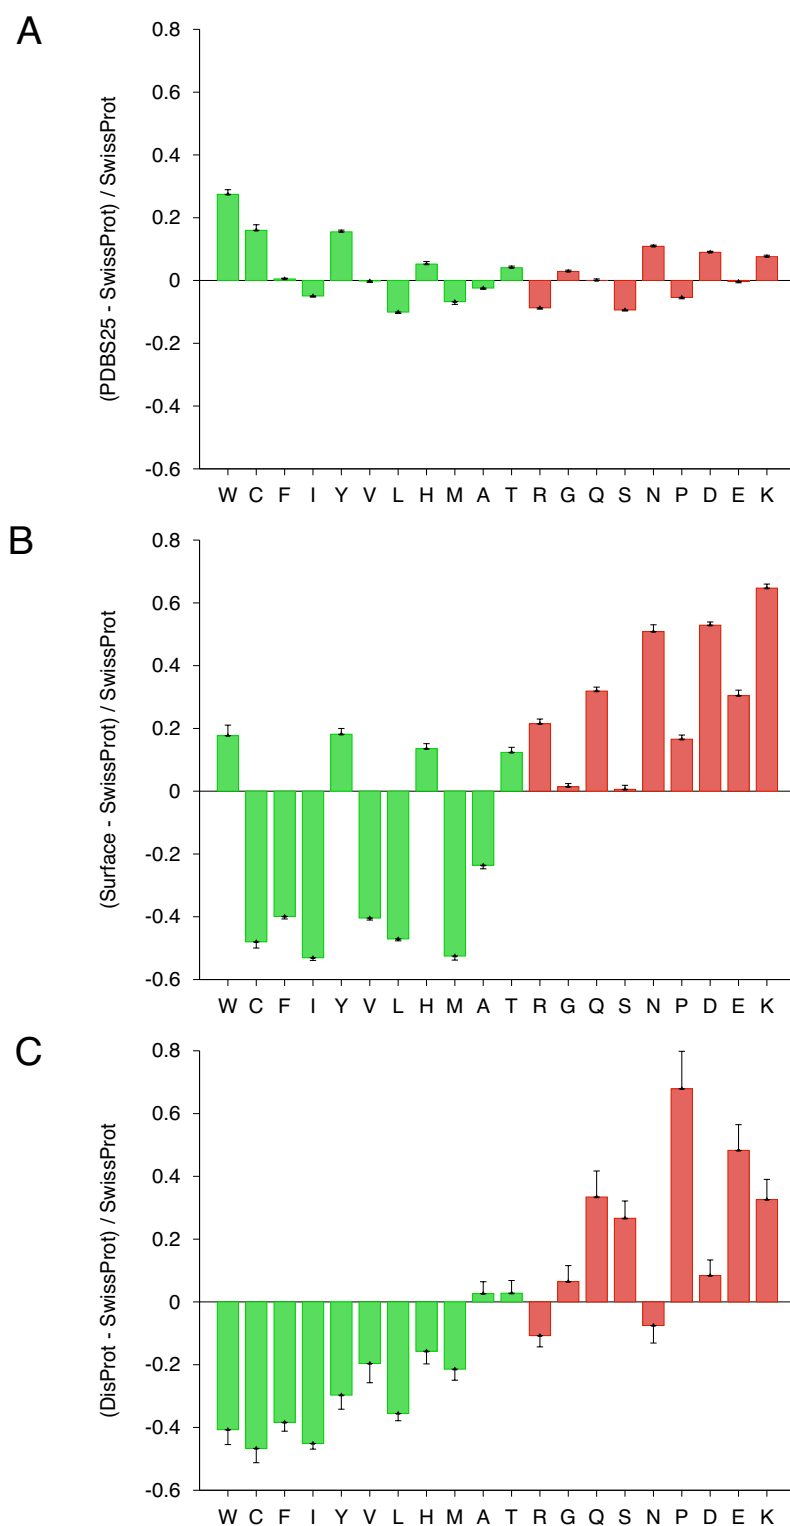 A
(PDBS25 - SwissProt) / SwissProt
0.8
0.6
0.4
0.2
0
-0.2
-0.4
-0.6
W C F I Y V L H M A T R G Q S N P D E K
B
(Surface - SwissProt) / SwissProt
0.8
0.6
0.4
0.2
0
-0.2
-0.4
-0.6
W C F I Y V L H M A T R G Q S N P D E K
C
(DisProt - SwissProt) / SwissProt
0.8
0.6
0.4
0.2
0
-0.2
-0.4
-0.6
W C F I Y V L H M A T R G Q S N P D E K